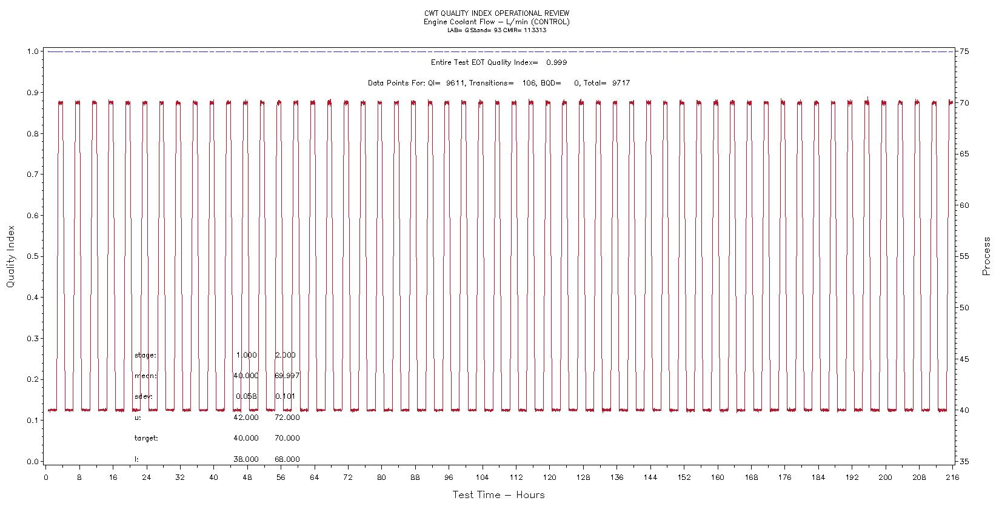 CWT QUALITY INDEX OPERATIONAL REVIEW
Engine Coolant Flow - L/min (CONTROL)
LAB= G Stand= 93 CMIR= 113313
Entire Test EOT Quality Index= 0.999
Data Points For: QI= 9611, Transitions= 106, BQD= 0, Total= 9717
1.0
0.9
0.8
0.7
0.6
0.5
0.4
0.3
0.2
0.1
0.0
Quality Index
75
70
65
60
55
50
45
40
35
Process
stage: 1.000 2.000
mean: 40.000 69.997
sdev: 0.058 0.101
u: 42.000 72.000
target: 40.000 70.000
l: 38.000 68.000
0 8 16 24 32 40 48 56 64 72 80 88 96 104 112 120 128 136 144 152 160 168 176 184 192 200 208 216
Test Time - Hours